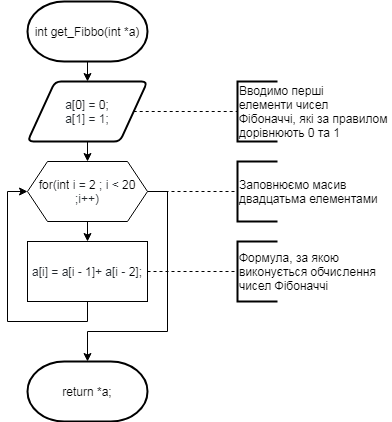 int get_Fibbo(int *a)
a[0] = 0;
a[1] = 1;
Вводимо перші
елементи чисел
Фібоначчі, які за правилом
дорівнюють 0 та 1
for(int i = 2 ; i < 20
;i++)
Заповнюємо масив
двадцятьма елементами
a[i] = a[i - 1]+ a[i - 2];
Формула, за якою
виконується обчислення
чисел Фібоначчі
return *a;